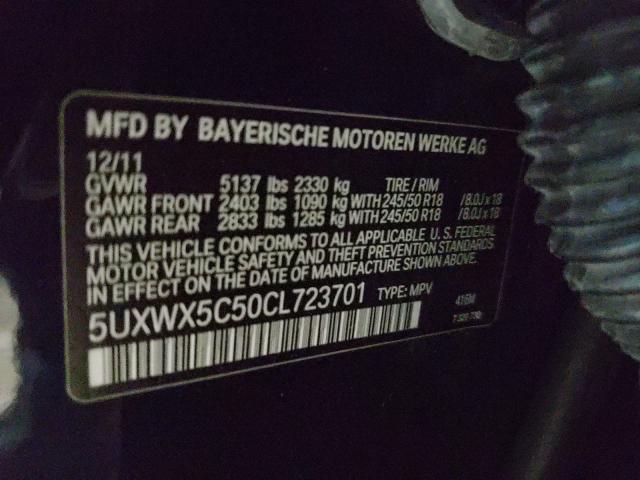 MFD BY BAYERISCHE MOTOREN WERKE AG
12/11
GVWR 5137 lbs 2330 kg TIRE / RIM
GAWR FRONT 2403 lbs 1090 kg WITH 245/50 R18 /8.0J x 18
GAWR REAR 2833 lbs 1285 kg WITH 245/50 R18 /8.0J x 18
THIS VEHICLE CONFORMS TO ALL APPLICABLE U.S. FEDERAL
MOTOR VEHICLE SAFETY AND THEFT PREVENTION STANDARDS
IN EFFECT ON THE DATE OF MANUFACTURE SHOWN ABOVE.
5UXWX5C50CL723701 TYPE: MPV
416M